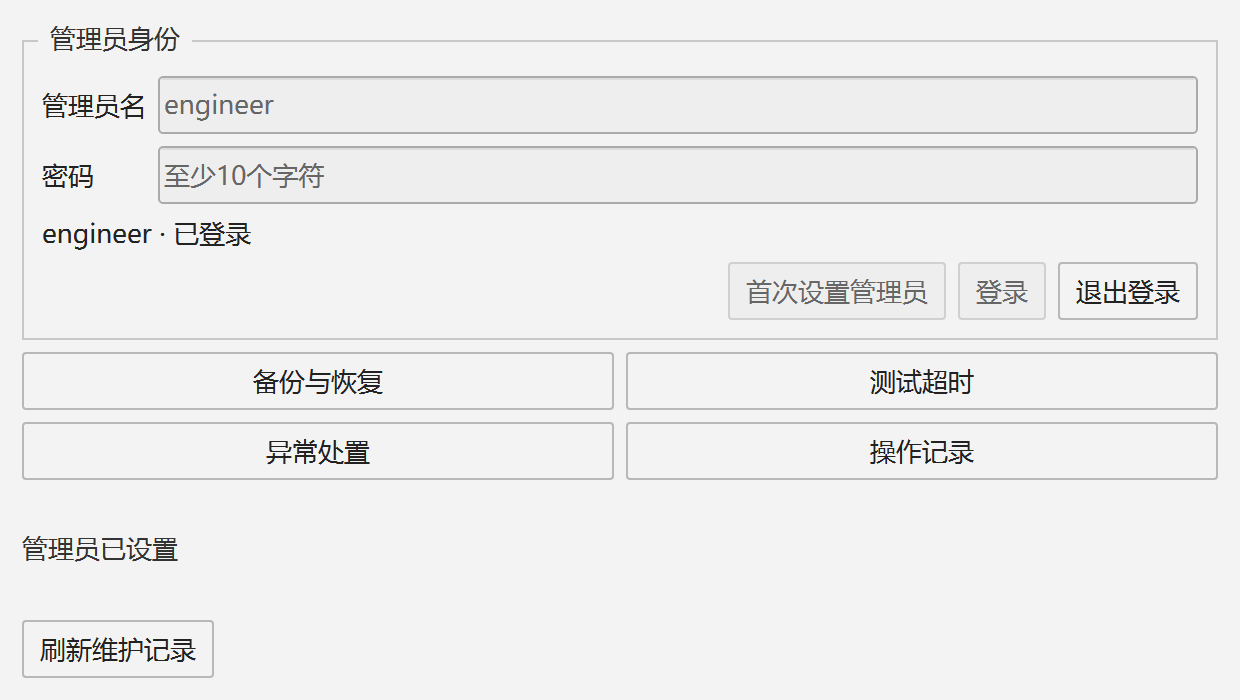 管理员身份
管理员名 engineer
密码 至少10个字符
engineer · 已登录
首次设置管理员 登录 退出登录
备份与恢复 测试超时
异常处置 操作记录
管理员已设置
刷新维护记录